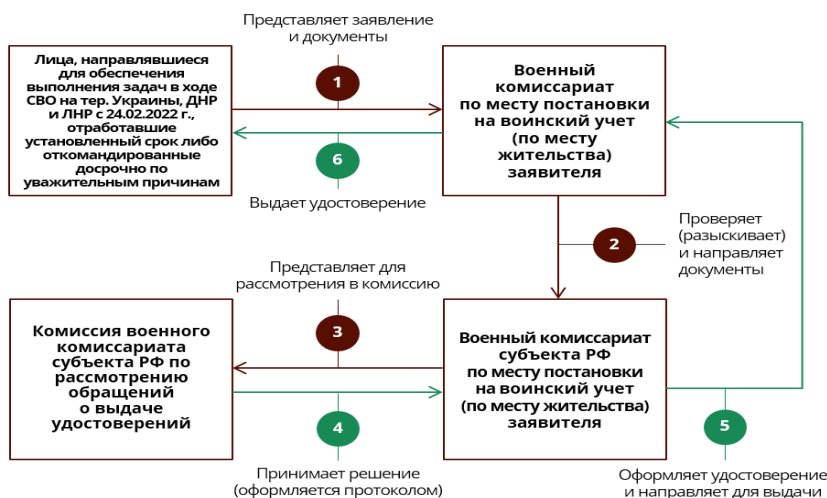 Представляет заявление
и документы
Лица, направлявшиеся
для обеспечения
выполнения задач в ходе
СВО на тер. Украины, ДНР
и ЛНР с 24.02.2022 г.,
отработавшие
установленный срок либо
откомандированные
досрочно по
уважительным причинам
1
6
Военный
комиссариат
по месту постановки
на воинский учет
(по месту
жительства)
заявителя
Выдает удостоверение
2
Проверяет
(разыскивает)
и направляет
документы
Представляет для
рассмотрения в комиссию
Комиссия военного
комиссариата
субъекта РФ по
рассмотрению
обращений
о выдаче
удостоверений
3
4
Военный комиссариат
субъекта РФ
по месту постановки
на воинский учет
(по месту жительства)
заявителя
5
Принимает решение
(оформляется протоколом)
Оформляет удостоверение
и направляет для выдачи